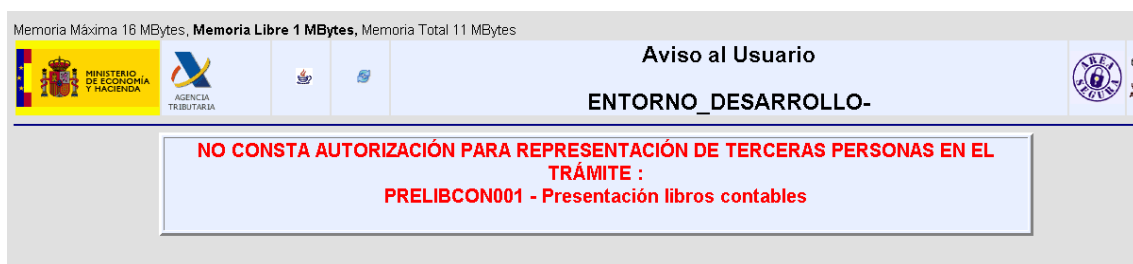 Memoria Máxima 16 MBytes, Memoria Libre 1 MBytes, Memoria Total 11 MBytes
MINISTERIO
DE ECONOMÍA
Y HACIENDA
AGENCIA
TRIBUTARIA
Aviso al Usuario
ENTORNO_DESARROLLO-
AREA
SEGURA
NO CONSTA AUTORIZACIÓN PARA REPRESENTACIÓN DE TERCERAS PERSONAS EN EL
TRÁMITE :
PRELIBCON001 - Presentación libros contables